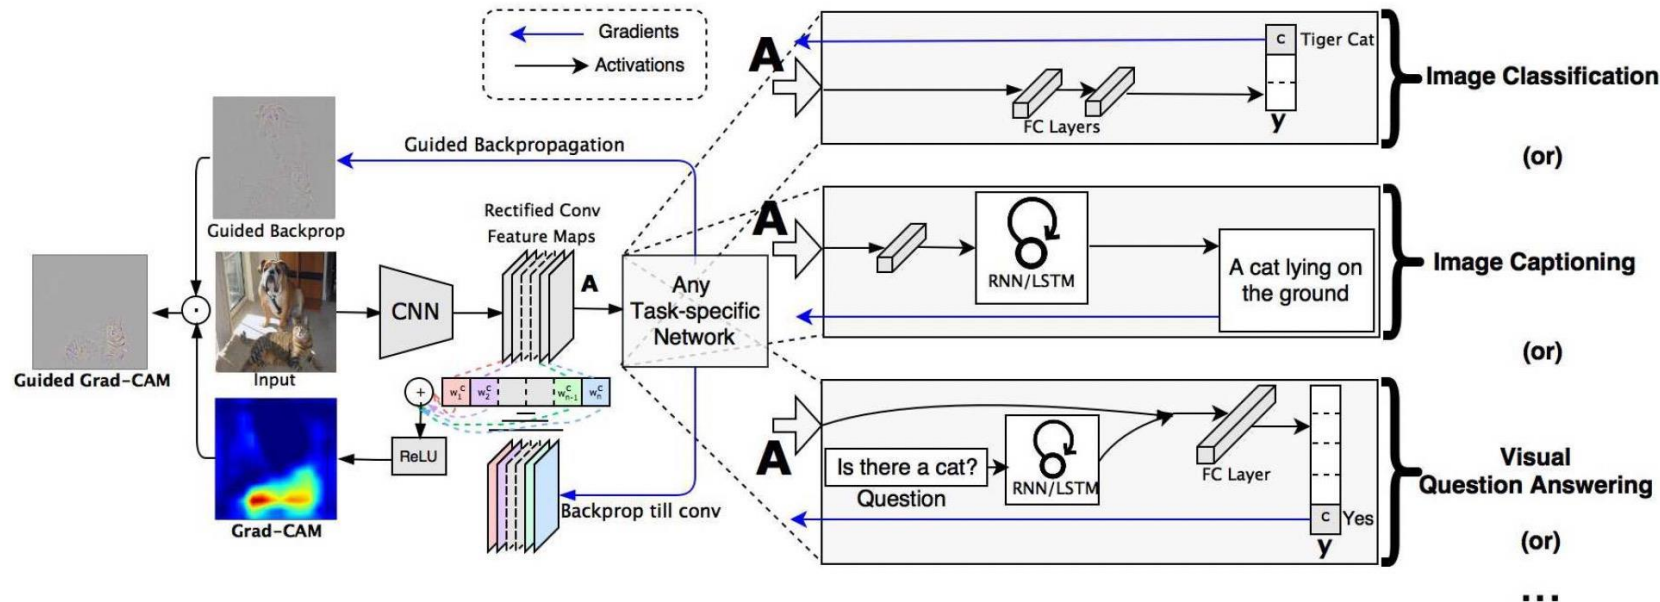 Gradients
Activations
Guided Backpropagation
Guided Backprop
Rectified Conv
Feature Maps
Guided Grad-CAM
Input
CNN
A
Any
Task-specific
Network
+
w₁ᶜ w₂ᶜ wₙ₋₁ᶜ wₙᶜ
ReLU
Grad-CAM
Backprop till conv
A
c Tiger Cat
FC Layers
y
Image Classification
(or)
A
RNN/LSTM
A cat lying on
the ground
Image Captioning
(or)
A
Is there a cat?
Question
RNN/LSTM
FC Layer
c Yes
y
Visual
Question Answering
(or)
...